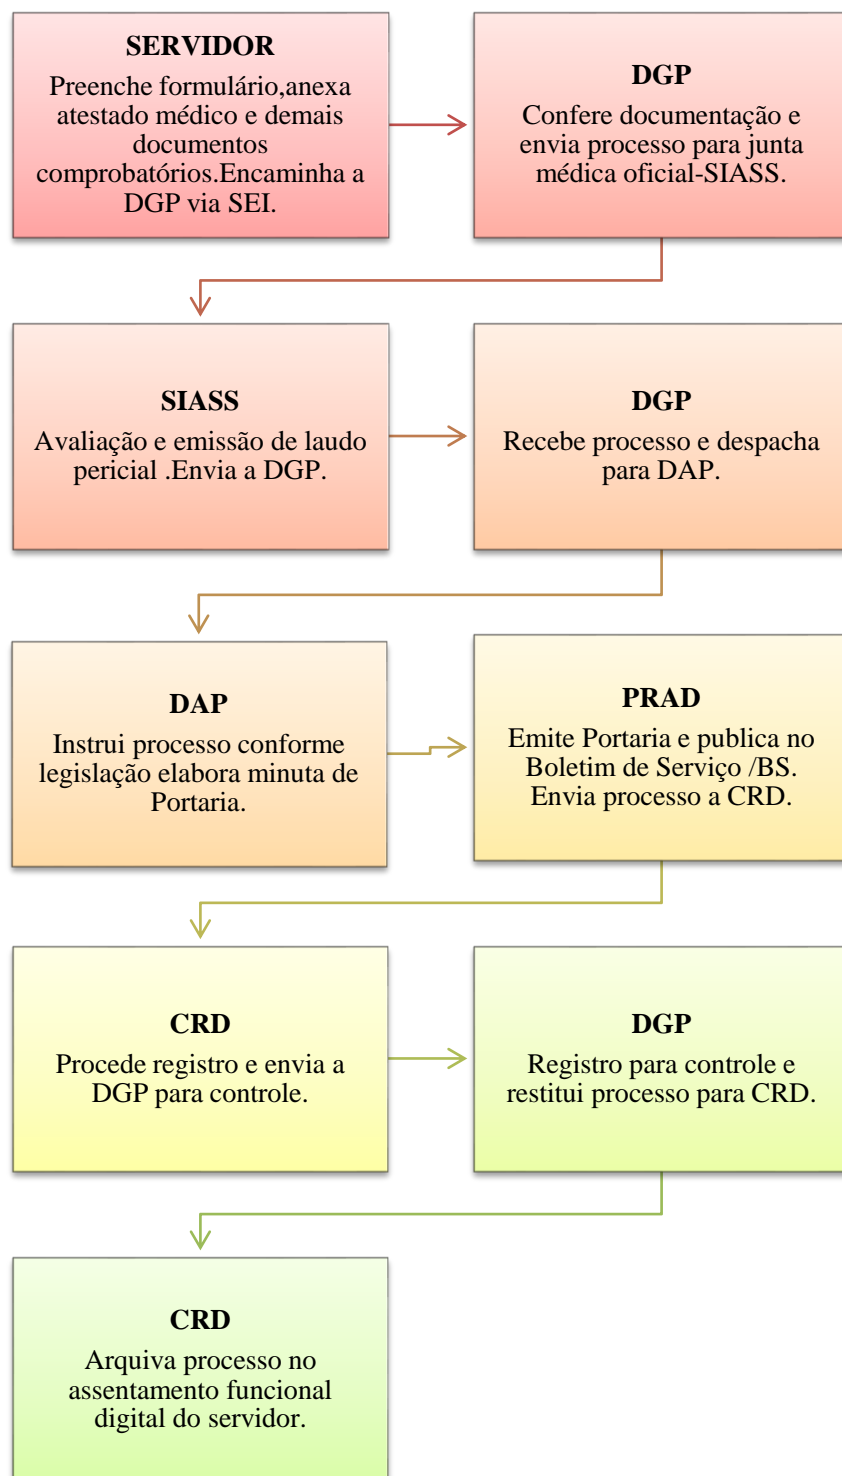 SERVIDOR
Preenche formulário,anexa
atestado médico e demais
documentos
comprobatórios.Encaminha a
DGP via SEI.
DGP
Confere documentação e
envia processo para junta
médica oficial-SIASS.
SIASS
Avaliação e emissão de laudo
pericial .Envia a DGP.
DGP
Recebe processo e despacha
para DAP.
DAP
Instrui processo conforme
legislação elabora minuta de
Portaria.
PRAD
Emite Portaria e publica no
Boletim de Serviço /BS.
Envia processo a CRD.
CRD
Procede registro e envia a
DGP para controle.
DGP
Registro para controle e
restitui processo para CRD.
CRD
Arquiva processo no
assentamento funcional
digital do servidor.